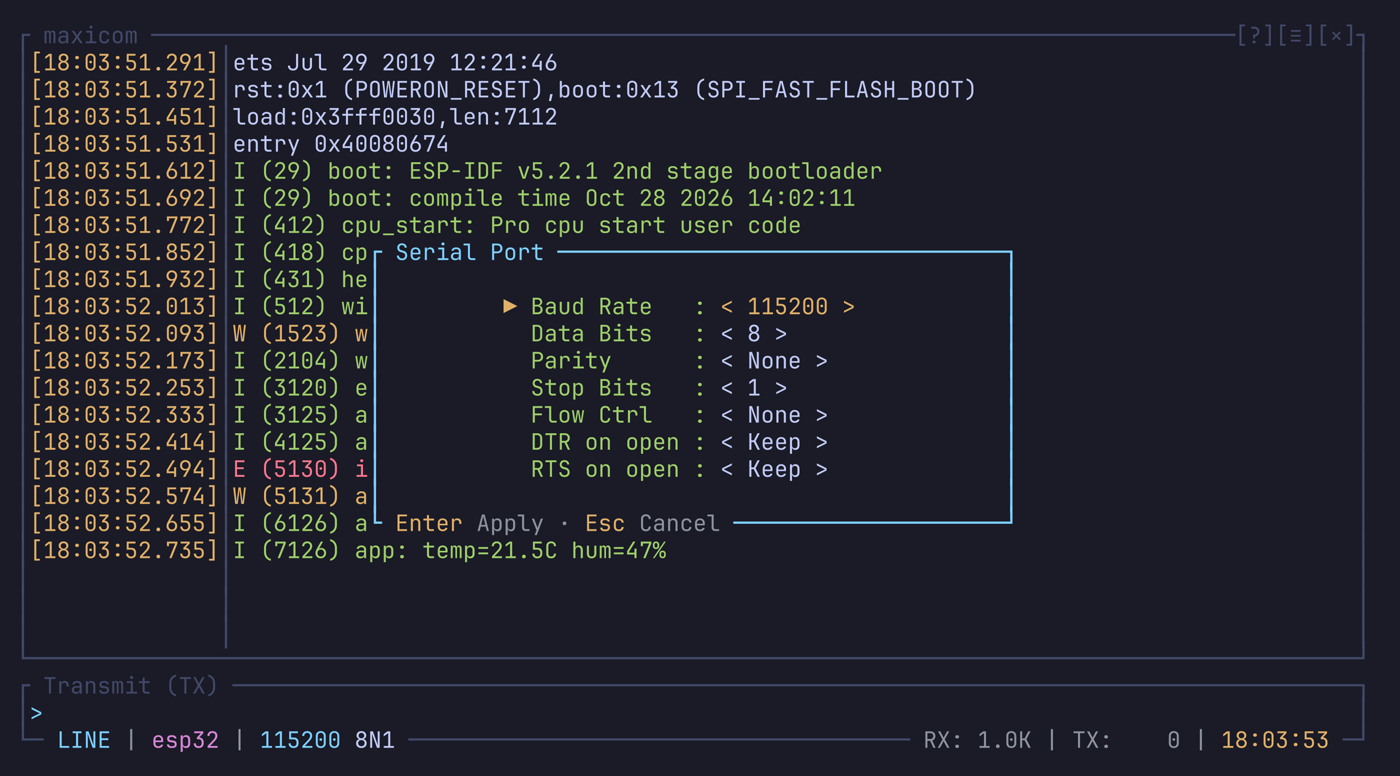 maxicom [?][≡][×]
[18:03:51.291] ets Jul 29 2019 12:21:46
[18:03:51.372] rst:0x1 (POWERON_RESET),boot:0x13 (SPI_FAST_FLASH_BOOT)
[18:03:51.451] load:0x3fff0030,len:7112
[18:03:51.531] entry 0x40080674
[18:03:51.612] I (29) boot: ESP-IDF v5.2.1 2nd stage bootloader
[18:03:51.692] I (29) boot: compile time Oct 28 2026 14:02:11
[18:03:51.772] I (412) cpu_start: Pro cpu start user code
[18:03:51.852] I (418) cp Serial Port
[18:03:51.932] I (431) he
[18:03:52.013] I (512) wi ▶ Baud Rate : < 115200 >
[18:03:52.093] W (1523) w Data Bits : < 8 >
[18:03:52.173] I (2104) w Parity : < None >
[18:03:52.253] I (3120) e Stop Bits : < 1 >
[18:03:52.333] I (3125) a Flow Ctrl : < None >
[18:03:52.414] I (4125) a DTR on open : < Keep >
[18:03:52.494] E (5130) i RTS on open : < Keep >
[18:03:52.574] W (5131) a
[18:03:52.655] I (6126) a Enter Apply · Esc Cancel
[18:03:52.735] I (7126) app: temp=21.5C hum=47%
Transmit (TX)
>
LINE | esp32 | 115200 8N1 RX: 1.0K | TX: 0 | 18:03:53